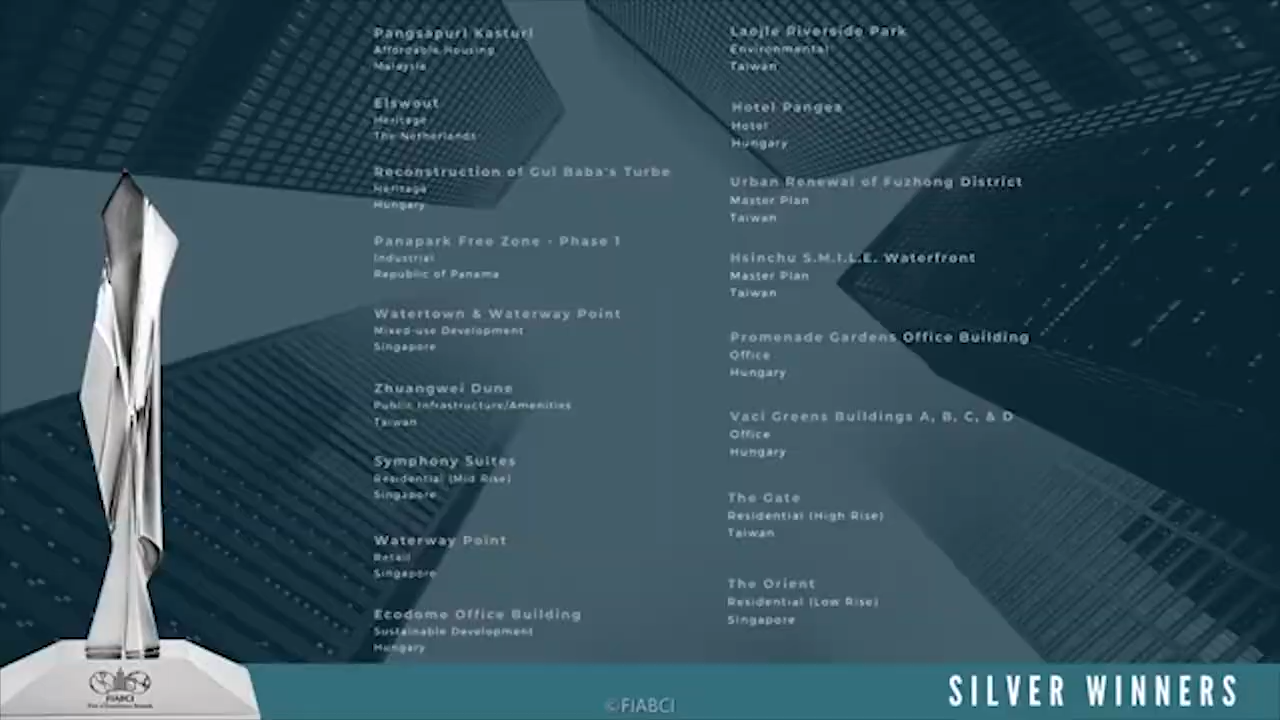 Pangsapuri Kasturi
Affordable Housing
Malaysia
Elswout
Heritage
The Netherlands
Reconstruction of Gul Baba's Turbe
Heritage
Hungary
Panapark Free Zone - Phase 1
Industrial
Republic of Panama
Watertown & Waterway Point
Mixed-use Development
Singapore
Zhuangwei Dune
Public Infrastructure/Amenities
Taiwan
Symphony Suites
Residential (Mid Rise)
Singapore
Waterway Point
Retail
Singapore
Ecodome Office Building
Sustainable Development
Hungary
Laojie Riverside Park
Environmental
Taiwan
Hotel Pangea
Hotel
Hungary
Urban Renewal of Fuzhong District
Master Plan
Taiwan
Hsinchu S.M.I.L.E. Waterfront
Master Plan
Taiwan
Promenade Gardens Office Building
Office
Hungary
Vaci Greens Buildings A, B, C, & D
Office
Hungary
The Gate
Residential (High Rise)
Taiwan
The Orient
Residential (Low Rise)
Singapore
FIABCI
SILVER WINNERS
©FIABCI